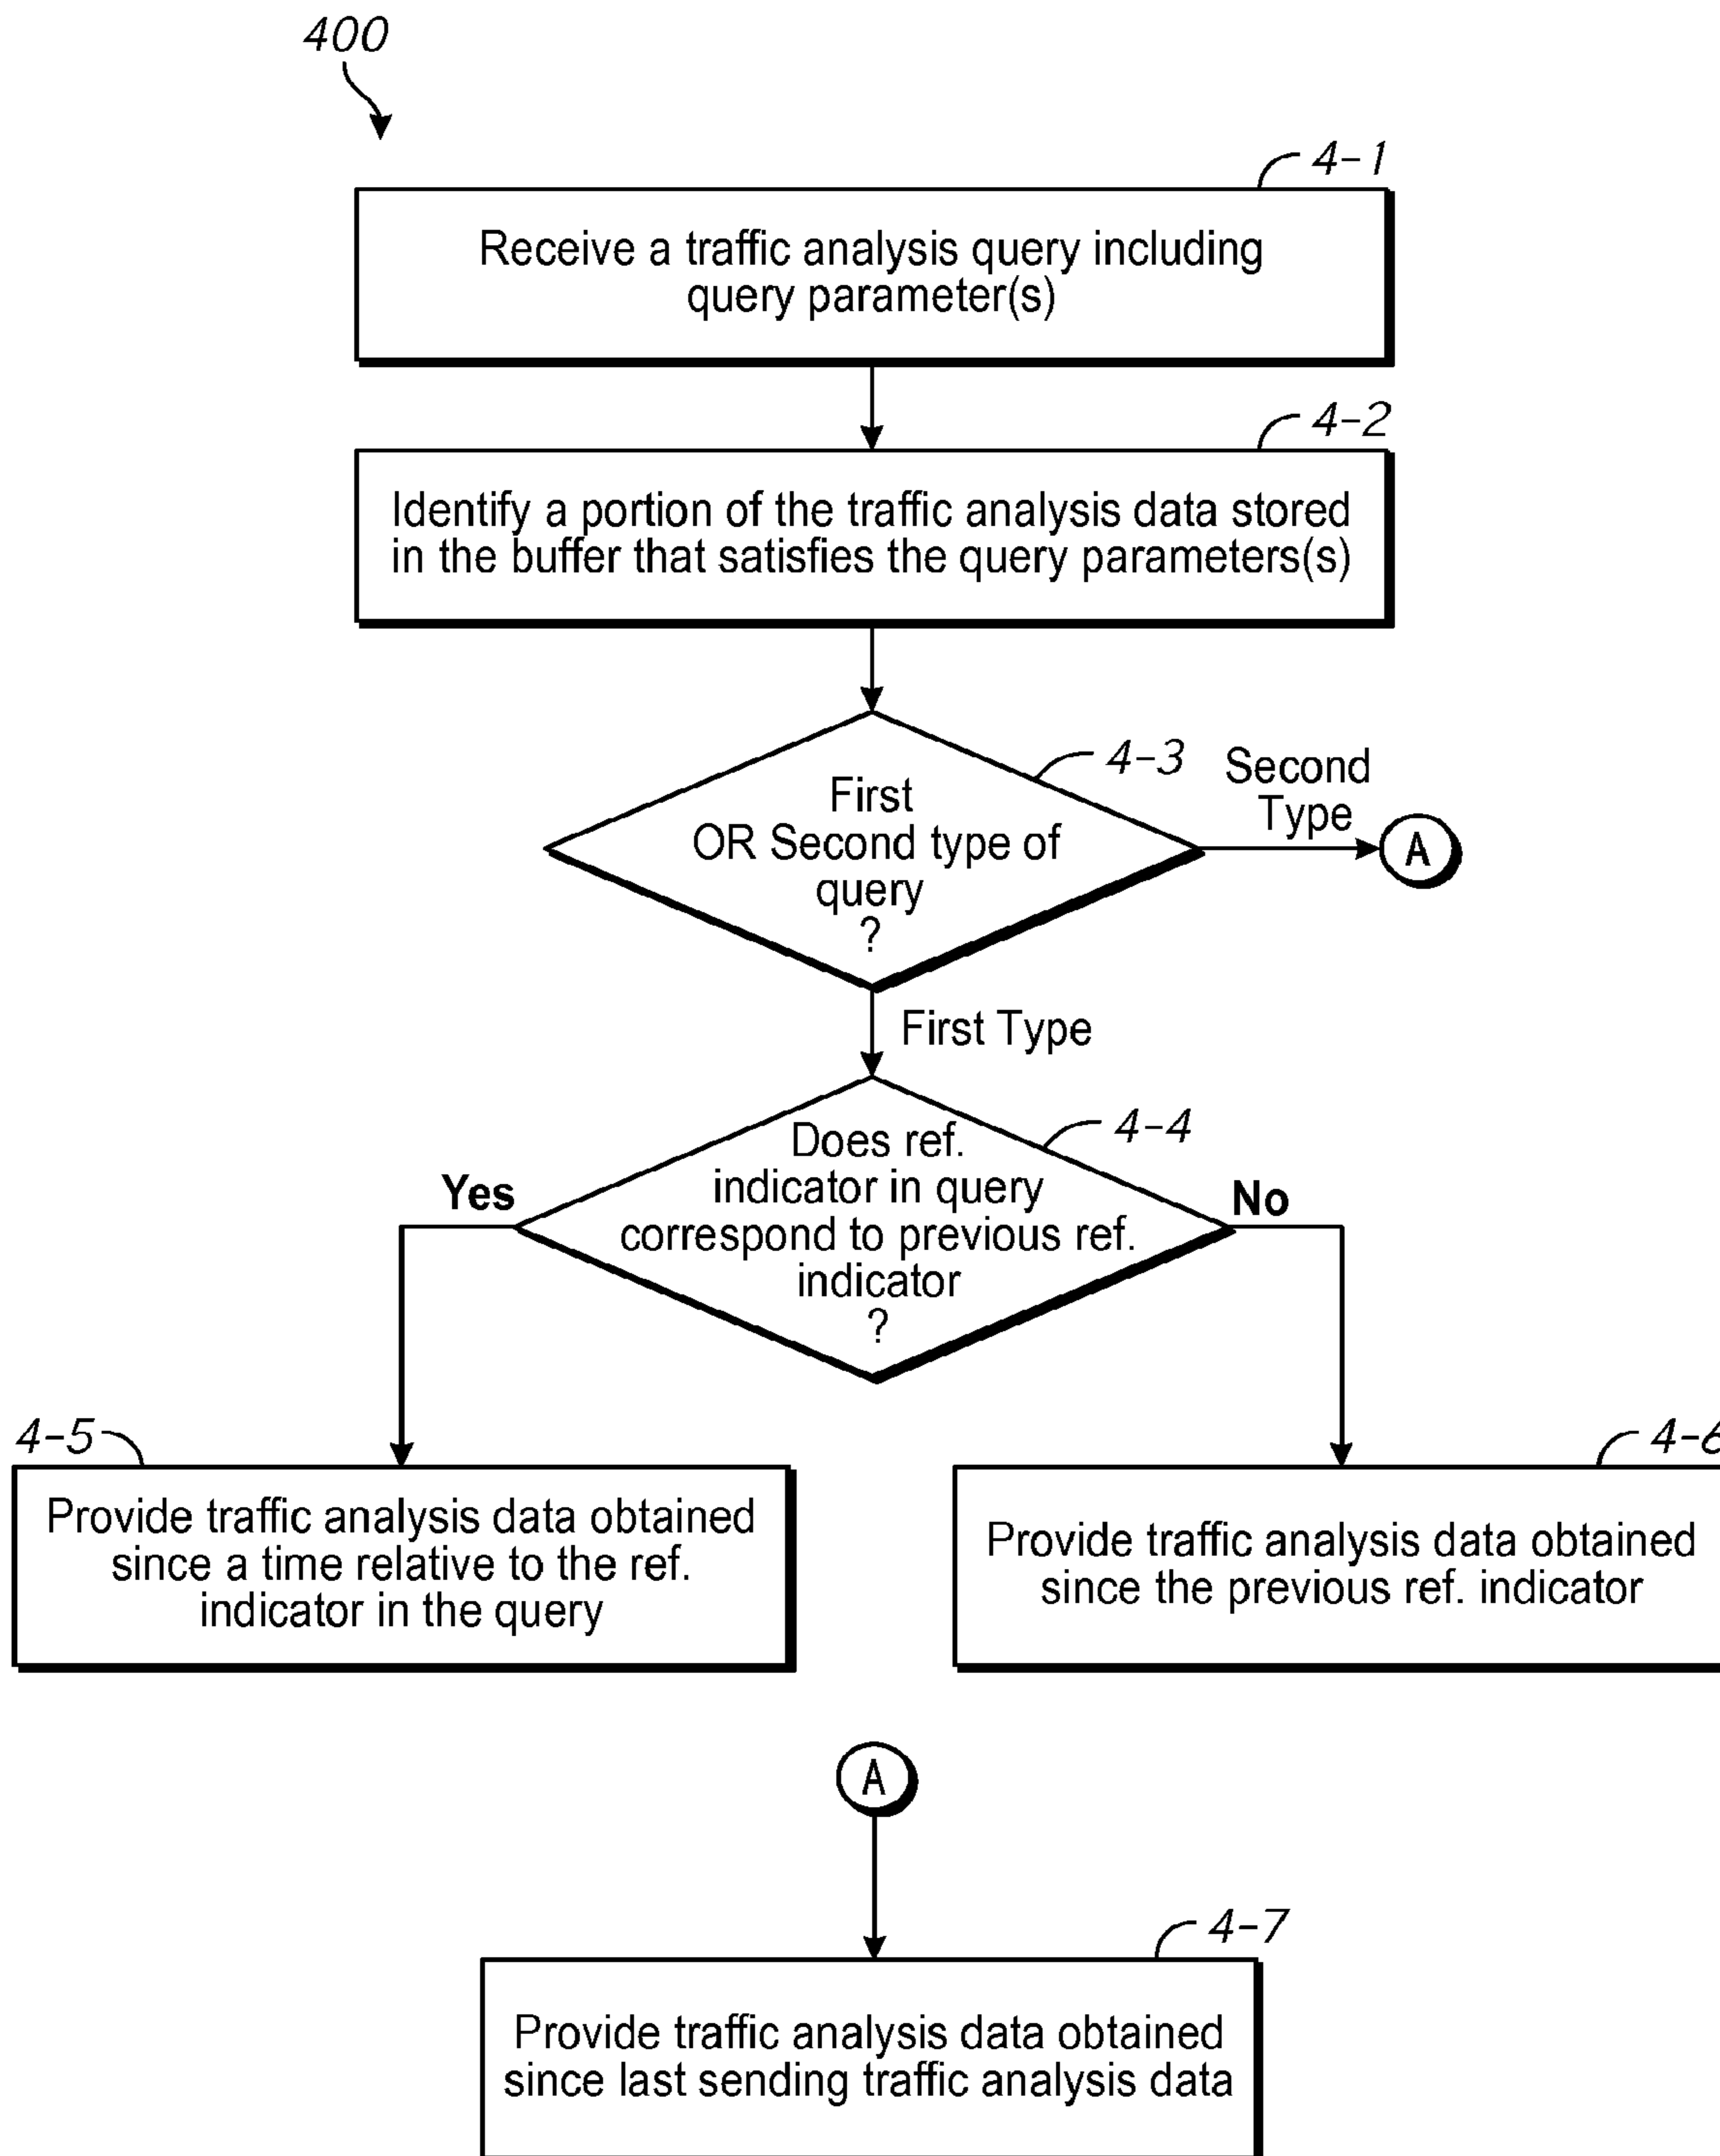 400
4-1
Receive a traffic analysis query including
query parameter(s)
4-2
Identify a portion of the traffic analysis data stored
in the buffer that satisfies the query parameters(s)
4-3
First
OR Second type of
query
?
Second
Type
A
First Type
4-4
Does ref.
indicator in query
correspond to previous ref.
indicator
?
Yes
No
4-5
Provide traffic analysis data obtained
since a time relative to the ref.
indicator in the query
4-6
Provide traffic analysis data obtained
since the previous ref. indicator
A
4-7
Provide traffic analysis data obtained
since last sending traffic analysis data